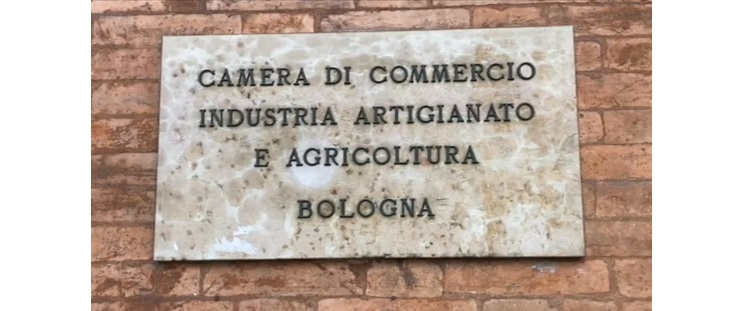 CAMERA DI COMMERCIO
INDUSTRIA ARTIGIANATO
E AGRICOLTURA
BOLOGNA